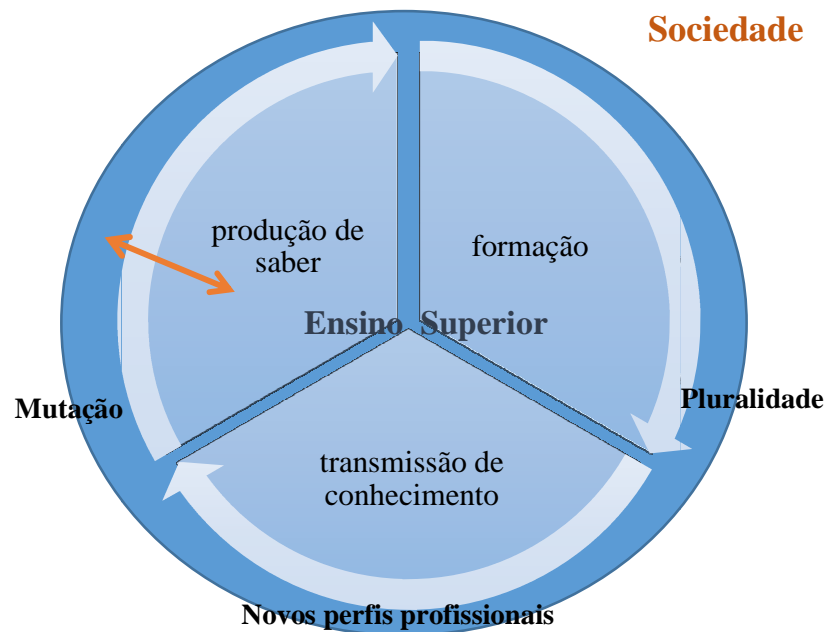 Sociedade
produção de
saber
formação
Ensino Superior
Mutação
Pluralidade
transmissão de
conhecimento
Novos perfis profissionais